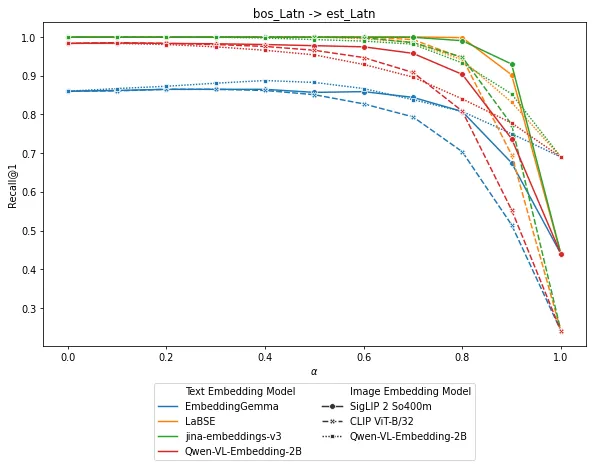 bos_Latn -> est_Latn
Recall@1
1.0
0.9
0.8
0.7
0.6
0.5
0.4
0.3
0.0 0.2 0.4 0.6 0.8 1.0
α
Text Embedding Model Image Embedding Model
EmbeddingGemma SigLIP 2 So400m
LaBSE CLIP ViT-B/32
jina-embeddings-v3 Qwen-VL-Embedding-2B
Qwen-VL-Embedding-2B